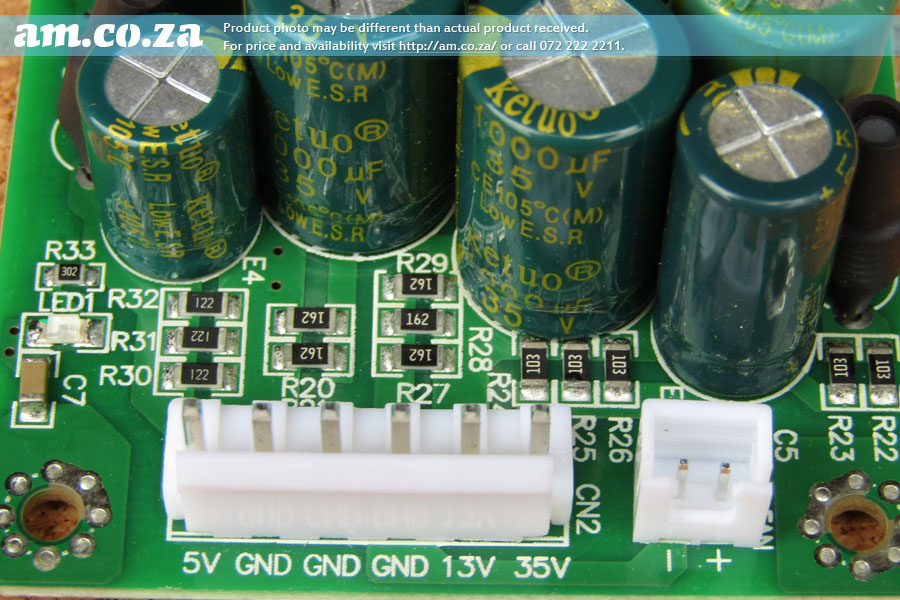 am.co.za
Product photo may be different than actual product received.
For price and availability visit http://am.co.za/ or call 072 222 2211.
105°C(M)
Low E.S.R
Ketuo®
35 V
Low E.S.R
Ketuo®
1000µF
35 V
105°C(M)
Low E.S.R
Ketuo®
35 V
Ketuo®
LOW E.S.R
R33
302
LED1
R32
122
R31
122
R30
122
E4
C7
162
162
R20
R29
162
162
162
R27
R28
R24
103
103
103
R25
R26
103
103
R23
R22
C5
CN2
5V GND GND GND 13V 35V
- +